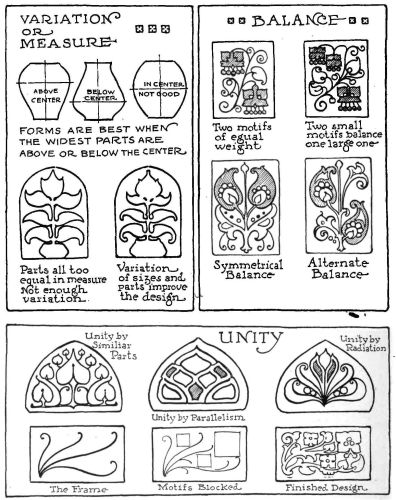 VARIATION
OR
MEASURE
ABOVE
CENTER
BELOW
CENTER
IN CENTER
NOT GOOD
FORMS ARE BEST WHEN
THE WIDEST PARTS ARE
ABOVE OR BELOW THE CENTER
Parts all too
equal in measure
Not enough
variation.
Variation
of sizes and
parts improve
the design
BALANCE
Two motifs
of equal
weight
Two small
motifs balance
one large one
Symmetrical
Balance
Alternate
Balance
UNITY
Unity by
Similiar
Parts
Unity by Parallelism
Unity by
Radiation
The Frame
Motifs Blocked
Finished Design